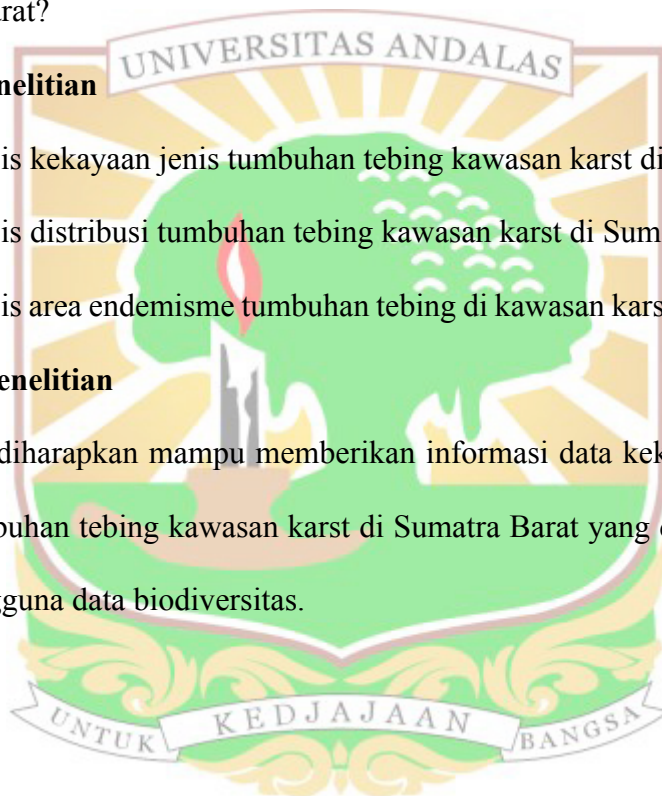 arat?
UNIVERSITAS ANDALAS
nelitian
is kekayaan jenis tumbuhan tebing kawasan karst di
is distribusi tumbuhan tebing kawasan karst di Sum
is area endemisme tumbuhan tebing di kawasan kars
enelitian
diharapkan mampu memberikan informasi data kek
buhan tebing kawasan karst di Sumatra Barat yang
gguna data biodiversitas.
UNTUK KEDJAJAAN BANGSA